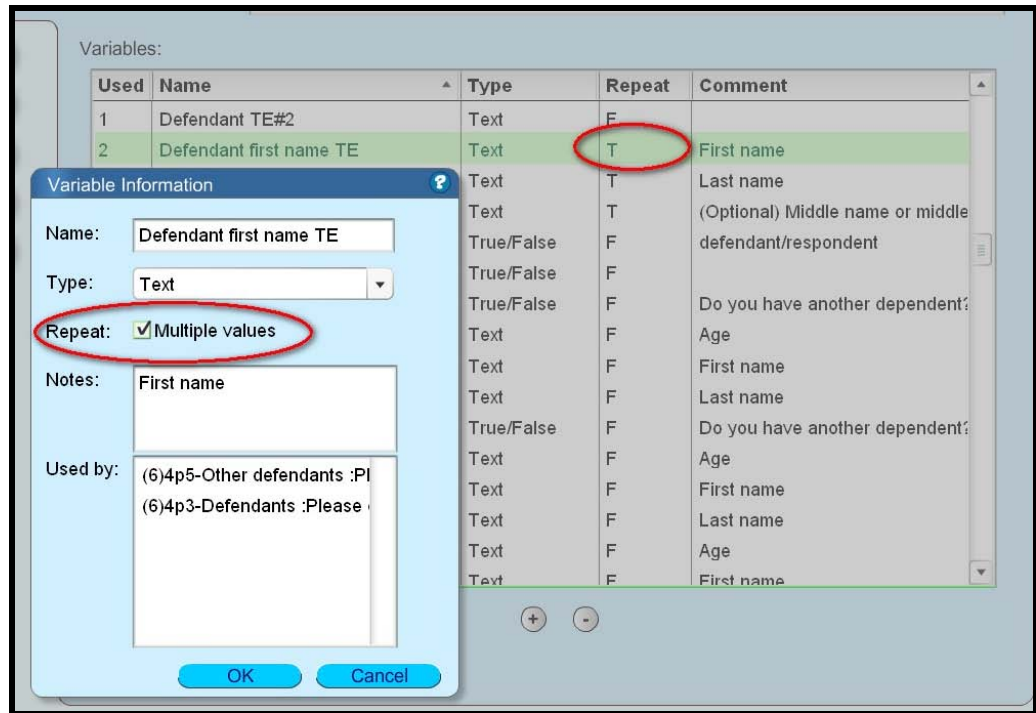 Variables:
Used Name Type Repeat Comment
1 Defendant TE#2 Text F
2 Defendant first name TE Text T First name
Text T Last name
Text T (Optional) Middle name or middle
True/False F defendant/respondent
True/False F
True/False F Do you have another dependent?
Text F Age
Text F First name
Text F Last name
True/False F Do you have another dependent?
Text F Age
Text F First name
Text F Last name
Text F Age
Text F First name
Variable Information ?
Name: Defendant first name TE
Type: Text
Repeat: Multiple values
Notes: First name
Used by: (6)4p5-Other defendants :Pl
(6)4p3-Defendants :Please
OK Cancel
+ -